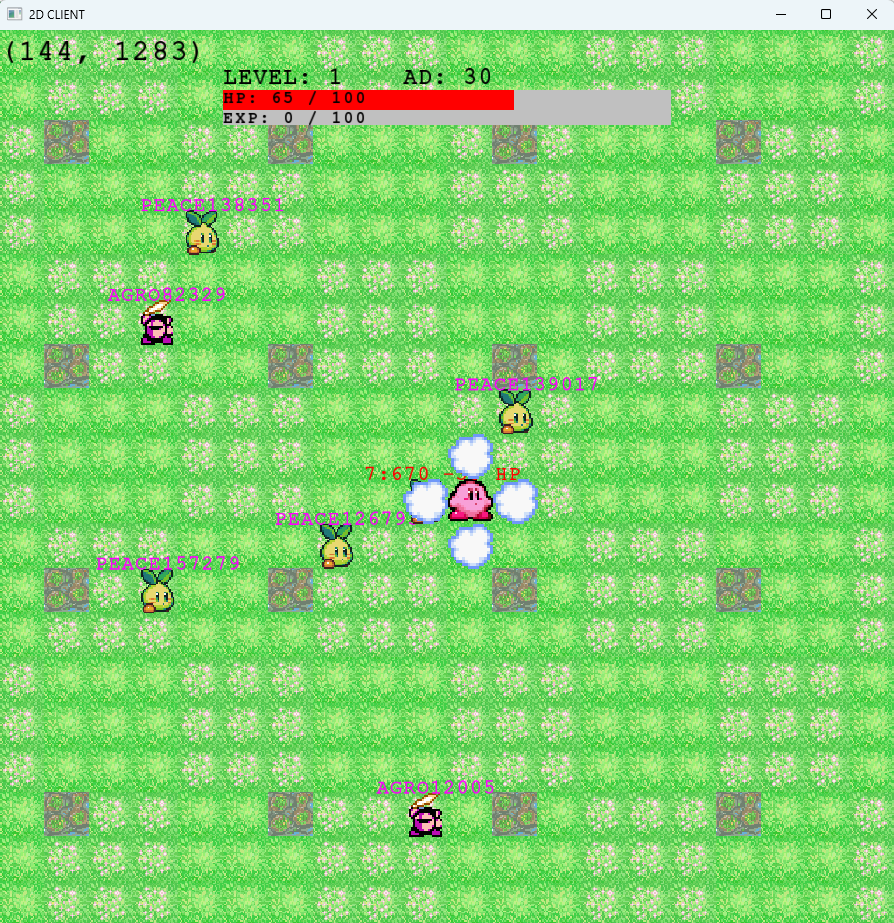 2D CLIENT
(144, 1283)
LEVEL: 1 AD: 30
HP: 65 / 100
EXP: 0 / 100
PEACE138351
AGRO82329
PEACE139017
7:670 - HP
PEACE12679
PEACE157279
AGRO12005